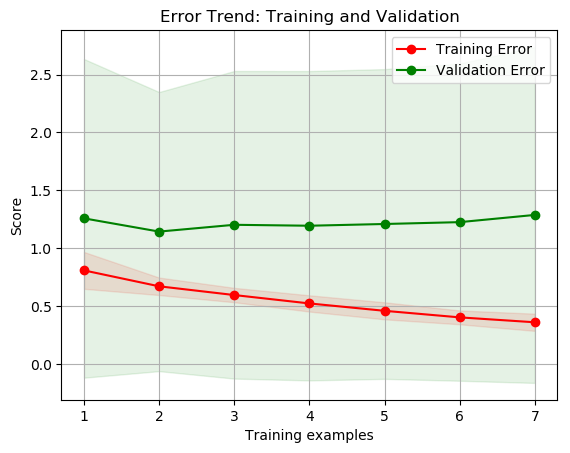 Error Trend: Training and Validation
Training Error
Validation Error
2.5
2.0
1.5
1.0
0.5
0.0
Score
1 2 3 4 5 6 7
Training examples